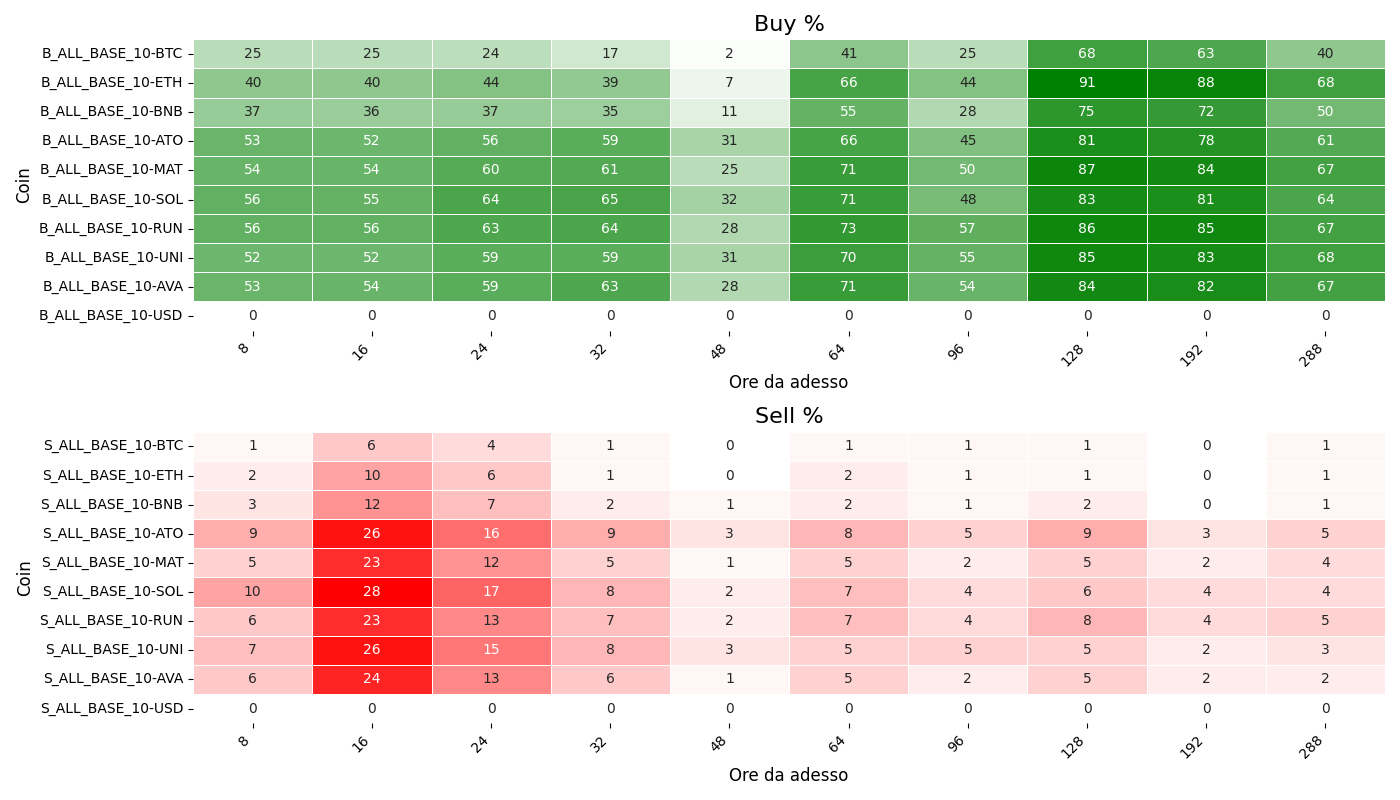 Buy %
Coin
B_ALL_BASE_10-BTC 25 25 24 17 2 41 25 68 63 40
B_ALL_BASE_10-ETH 40 40 44 39 7 66 44 91 88 68
B_ALL_BASE_10-BNB 37 36 37 35 11 55 28 75 72 50
B_ALL_BASE_10-ATO 53 52 56 59 31 66 45 81 78 61
B_ALL_BASE_10-MAT 54 54 60 61 25 71 50 87 84 67
B_ALL_BASE_10-SOL 56 55 64 65 32 71 48 83 81 64
B_ALL_BASE_10-RUN 56 56 63 64 28 73 57 86 85 67
B_ALL_BASE_10-UNI 52 52 59 59 31 70 55 85 83 68
B_ALL_BASE_10-AVA 53 54 59 63 28 71 54 84 82 67
B_ALL_BASE_10-USD 0 0 0 0 0 0 0 0 0 0
8 16 24 32 48 64 96 128 192 288
Ore da adesso
Sell %
Coin
S_ALL_BASE_10-BTC 1 6 4 1 0 1 1 1 0 1
S_ALL_BASE_10-ETH 2 10 6 1 0 2 1 1 0 1
S_ALL_BASE_10-BNB 3 12 7 2 1 2 1 2 0 1
S_ALL_BASE_10-ATO 9 26 16 9 3 8 5 9 3 5
S_ALL_BASE_10-MAT 5 23 12 5 1 5 2 5 2 4
S_ALL_BASE_10-SOL 10 28 17 8 2 7 4 6 4 4
S_ALL_BASE_10-RUN 6 23 13 7 2 7 4 8 4 5
S_ALL_BASE_10-UNI 7 26 15 8 3 5 5 5 2 3
S_ALL_BASE_10-AVA 6 24 13 6 1 5 2 5 2 2
S_ALL_BASE_10-USD 0 0 0 0 0 0 0 0 0 0
8 16 24 32 48 64 96 128 192 288
Ore da adesso